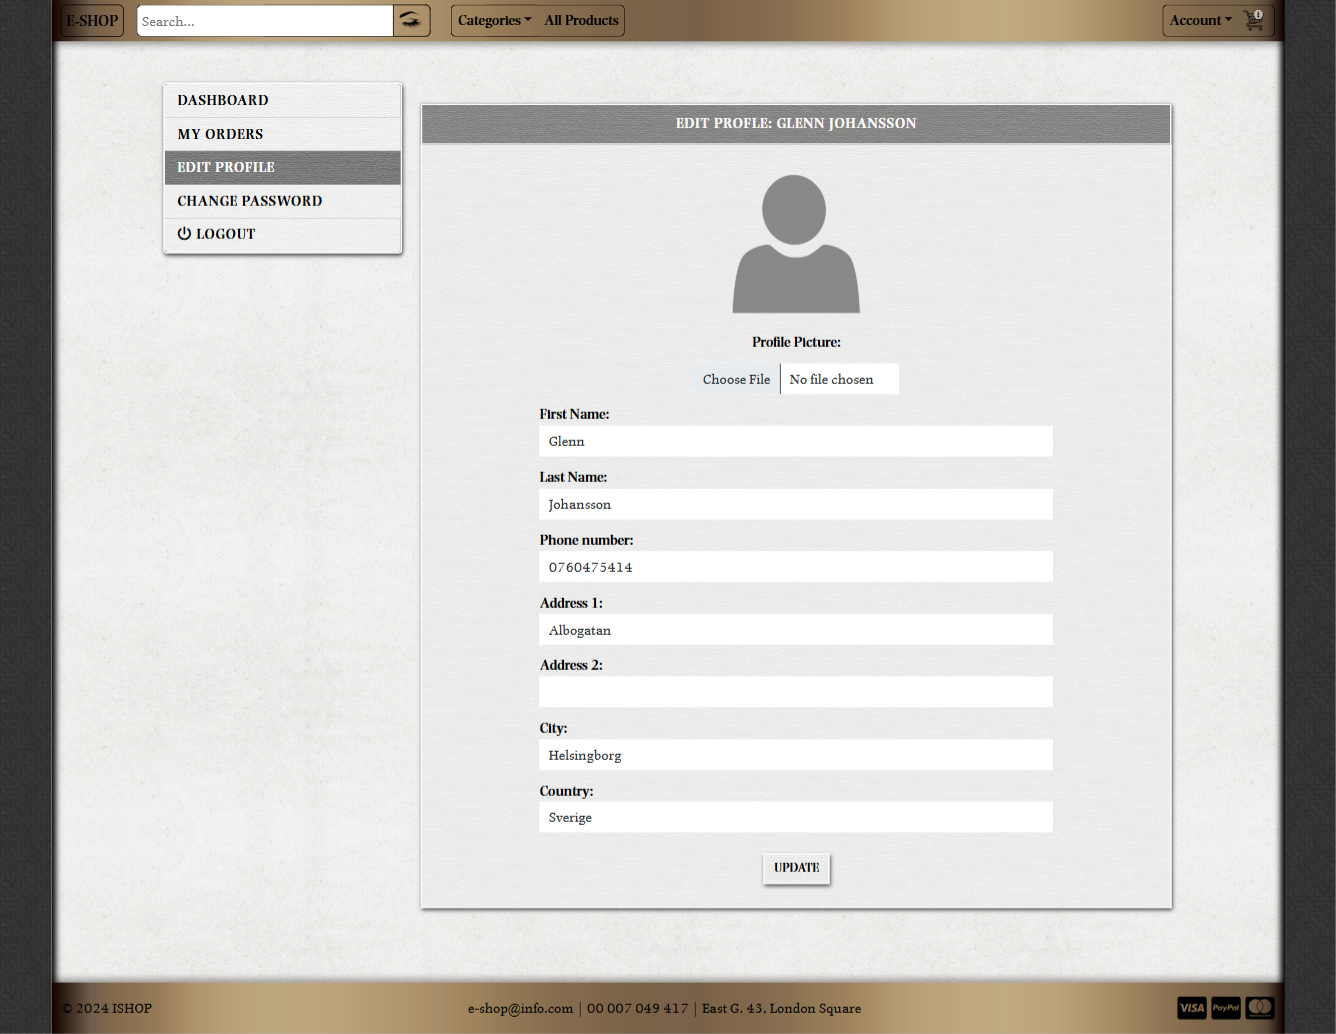 E-SHOP
Search...
Categories
All Products
Account
0
DASHBOARD
MY ORDERS
EDIT PROFILE
CHANGE PASSWORD
LOGOUT
EDIT PROFLE: GLENN JOHANSSON
Profile Picture:
Choose File
No file chosen
First Name:
Glenn
Last Name:
Johansson
Phone number:
0760475414
Address 1:
Albogatan
Address 2:
City:
Helsingborg
Country:
Sverige
UPDATE
© 2024 ISHOP
e-shop@info.com | 00 007 049 417 | East G. 43, London Square
VISA
PayPal